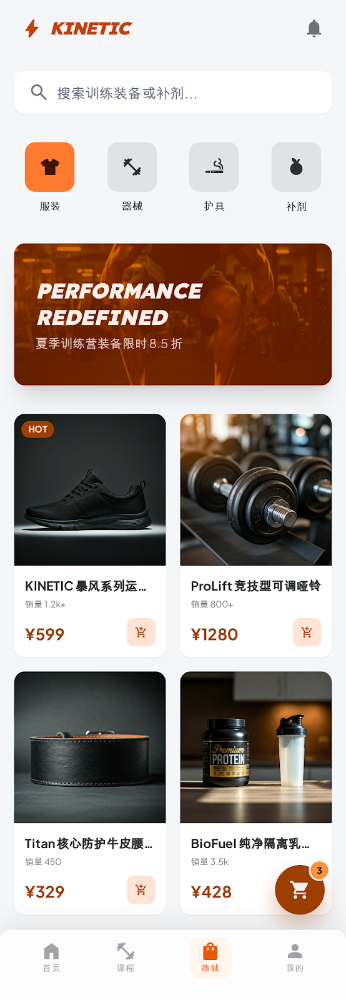 KINETIC
搜索训练装备或补剂...
服装
器械
护具
补剂
PERFORMANCE
REDEFINED
夏季训练营装备限时 8.5 折
HOT
KINETIC 暴风系列运...
销量 1.2k+
¥599
ProLift 竞技型可调哑铃
销量 800+
¥1280
Titan 核心防护牛皮腰...
销量 450
¥329
Premium
PROTEIN
BioFuel 纯净隔离乳...
销量 3.5k
¥428
3
首页
课程
商城
我的